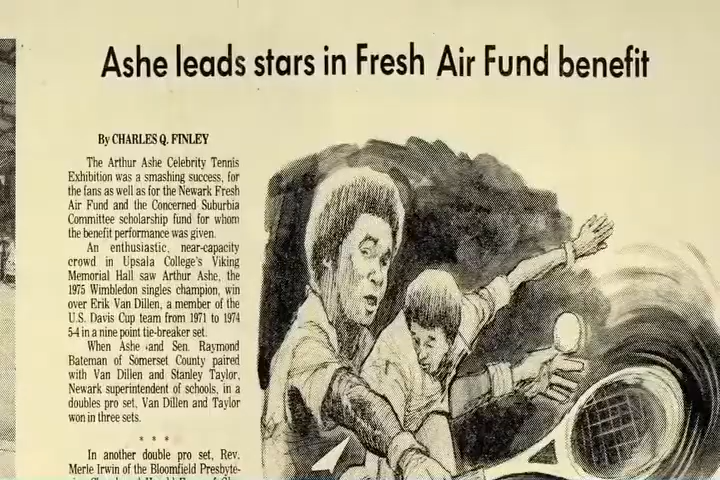 Ashe leads stars in Fresh Air Fund benefit
By CHARLES Q. FINLEY
The Arthur Ashe Celebrity Tennis
Exhibition was a smashing success, for
the fans as well as for the Newark Fresh
Air Fund and the Concerned Suburbia
Committee scholarship fund for whom
the benefit performance was given.
An enthusiastic, near-capacity
crowd in Upsala College's Viking
Memorial Hall saw Arthur Ashe, the
1975 Wimbledon singles champion, win
over Erik Van Dillen, a member of the
U.S. Davis Cup team from 1971 to 1974
5-4 in a nine point tie-breaker set.
When Ashe and Sen. Raymond
Bateman of Somerset County paired
with Van Dillen and Stanley Taylor,
Newark superintendent of schools, in a
doubles pro set, Van Dillen and Taylor
won in three sets.
* * *
In another double pro set, Rev.
Merle Irwin of the Bloomfield Presbyte-